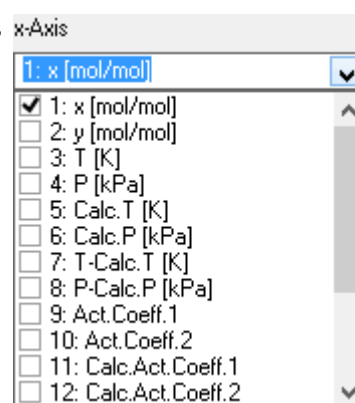 x-Axis
1: x [mol/mol]
1: x [mol/mol]
2: y [mol/mol]
3: T [K]
4: P [kPa]
5: Calc.T [K]
6: Calc.P [kPa]
7: T-Calc.T [K]
8: P-Calc.P [kPa]
9: Act.Coeff.1
10: Act.Coeff.2
11: Calc.Act.Coeff.1
12: Calc.Act.Coeff.2